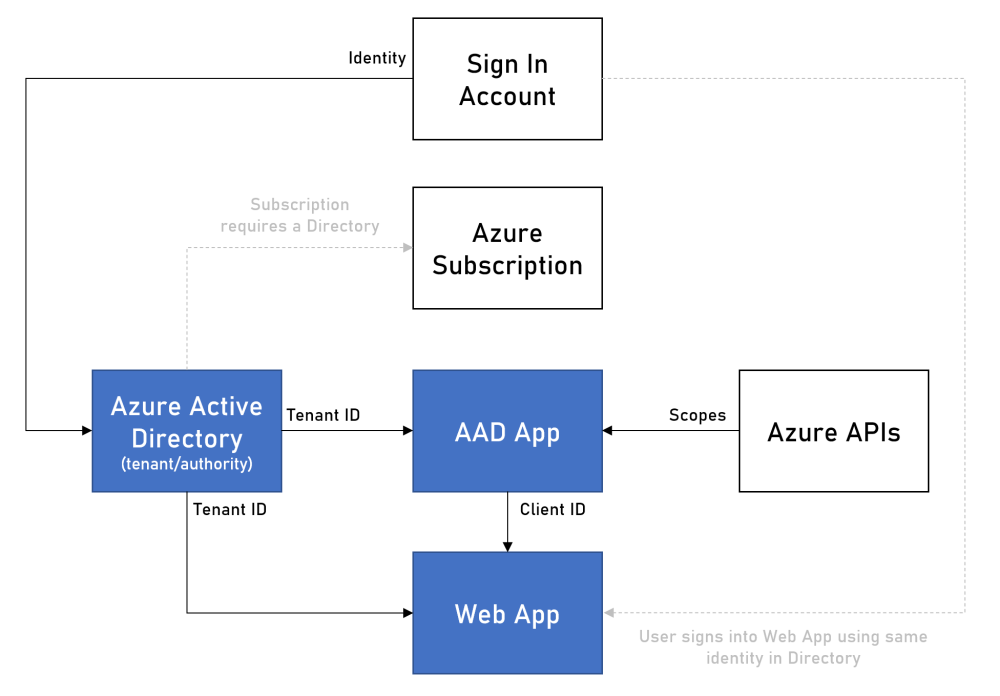 Identity
Sign In
Account
Subscription
requires a Directory
Azure
Subscription
Azure Active
Directory
(tenant/authority)
Tenant ID
AAD App
Scopes
Azure APIs
Tenant ID
Client ID
Web App
User signs into Web App using same
identity in Directory